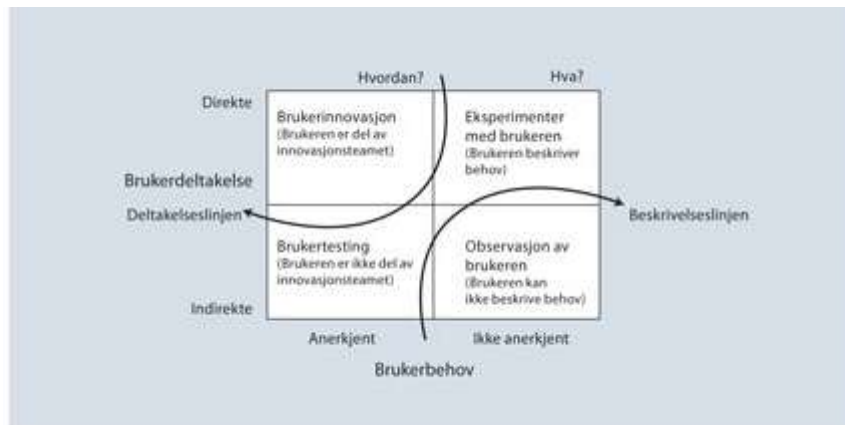 Hvordan?
Hva?
Direkte
Brukerinnovasjon
(Brukeren er del av
innovasjonsteamet)
Eksperimenter
med brukeren
(Brukeren beskriver
behov)
Brukerdeltakelse
Deltakelseslinjen
Beskrivelseslinjen
Brukertesting
(Brukeren er ikke del av
innovasjonsteamet)
Observasjon av
brukeren
(Brukeren kan
ikke beskrive behov)
Indirekte
Anerkjent
Ikke anerkjent
Brukerbehov